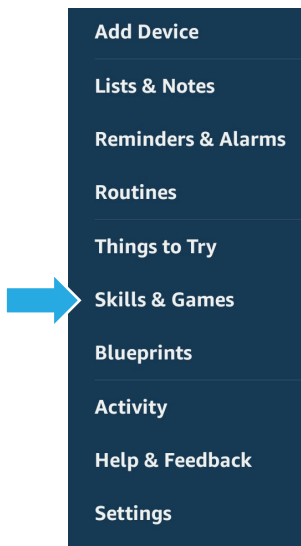 Add Device
Lists & Notes
Reminders & Alarms
Routines
Things to Try
Skills & Games
Blueprints
Activity
Help & Feedback
Settings